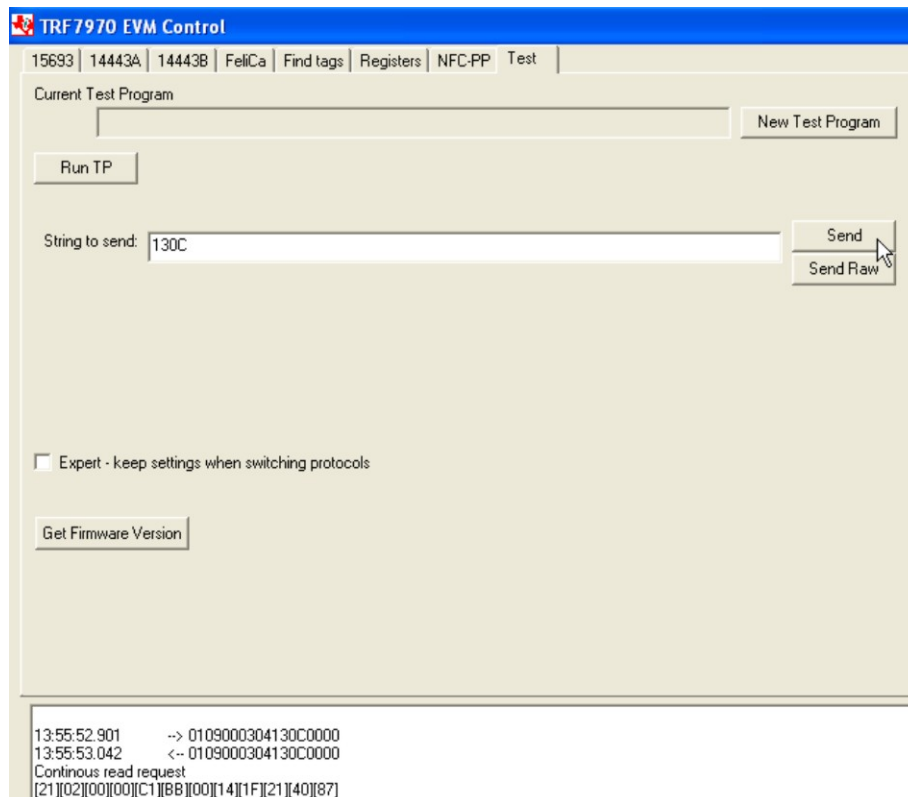 TRF7970 EVM Control
15693 14443A 14443B FeliCa Find tags Registers NFC-PP Test
Current Test Program
New Test Program
Run TP
String to send: 130C Send
Send Raw
Expert - keep settings when switching protocols
Get Firmware Version
13:55:52.901 --> 0109000304130C0000
13:55:53.042 <-- 0109000304130C0000
Continous read request
[21][02][00][00][C1][BB][00][14][1F][21][40][87]